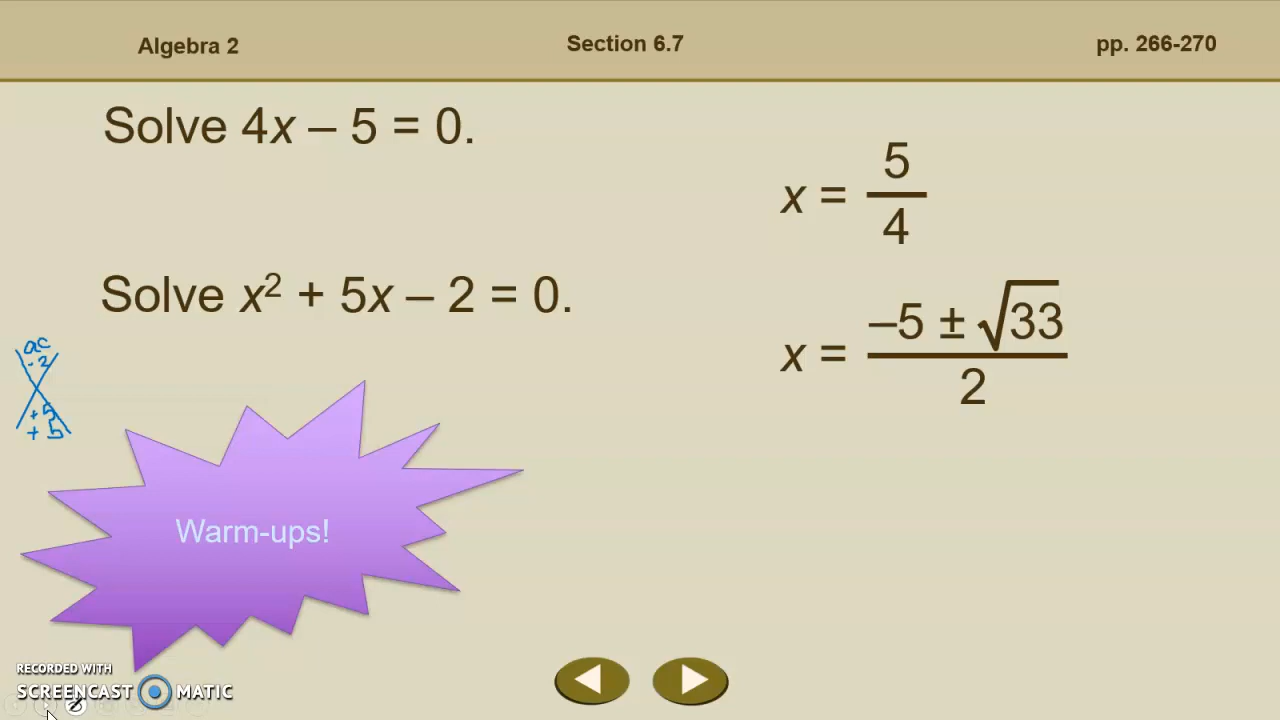 Algebra 2 Section 6.7 pp. 266-270
Solve 4x – 5 = 0.
x = 5/4
Solve x² + 5x – 2 = 0.
x = –5 ± √33 / 2
ac
-2
+5
+5
Warm-ups!
RECORDED WITH
SCREENCAST MATIC